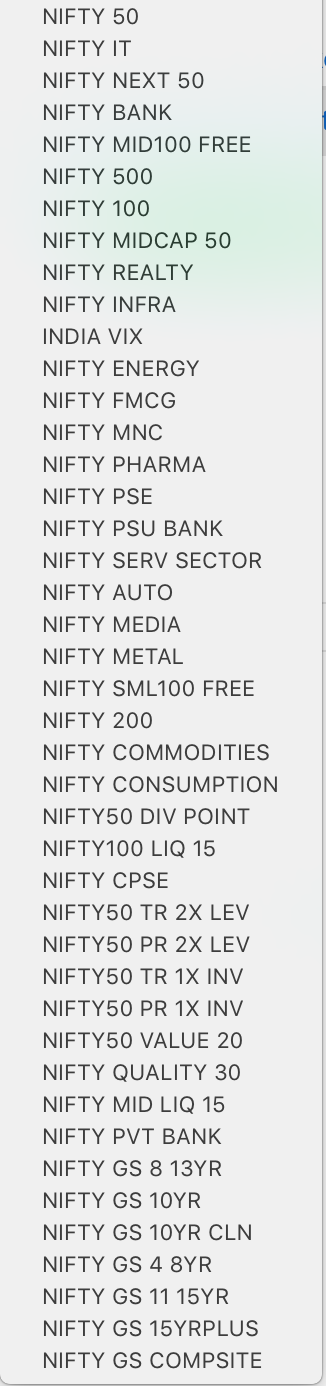 NIFTY 50
NIFTY IT
NIFTY NEXT 50
NIFTY BANK
NIFTY MID100 FREE
NIFTY 500
NIFTY 100
NIFTY MIDCAP 50
NIFTY REALTY
NIFTY INFRA
INDIA VIX
NIFTY ENERGY
NIFTY FMCG
NIFTY MNC
NIFTY PHARMA
NIFTY PSE
NIFTY PSU BANK
NIFTY SERV SECTOR
NIFTY AUTO
NIFTY MEDIA
NIFTY METAL
NIFTY SML100 FREE
NIFTY 200
NIFTY COMMODITIES
NIFTY CONSUMPTION
NIFTY50 DIV POINT
NIFTY100 LIQ 15
NIFTY CPSE
NIFTY50 TR 2X LEV
NIFTY50 PR 2X LEV
NIFTY50 TR 1X INV
NIFTY50 PR 1X INV
NIFTY50 VALUE 20
NIFTY QUALITY 30
NIFTY MID LIQ 15
NIFTY PVT BANK
NIFTY GS 8 13YR
NIFTY GS 10YR
NIFTY GS 10YR CLN
NIFTY GS 4 8YR
NIFTY GS 11 15YR
NIFTY GS 15YRPLUS
NIFTY GS COMPSITE